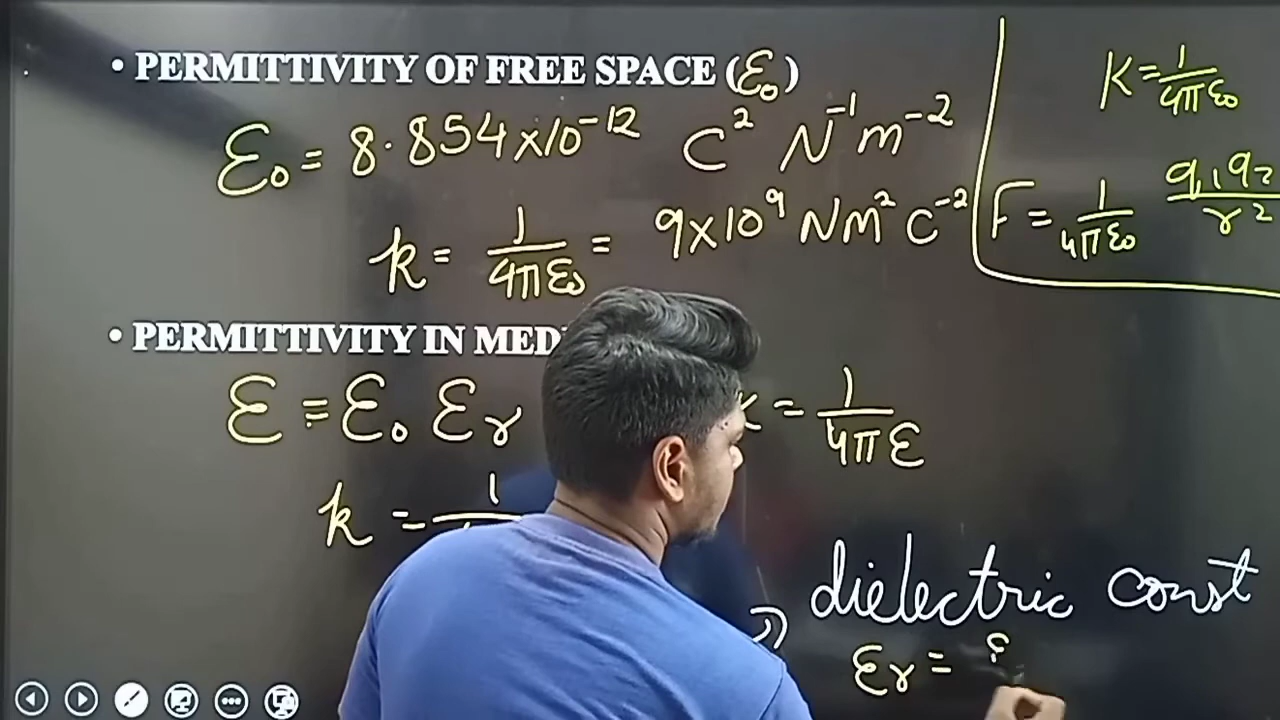 • PERMITTIVITY OF FREE SPACE (ε₀)
ε₀ = 8.854×10⁻¹² C² N⁻¹ m⁻²
k = 1/4πε₀ = 9×10⁹ Nm² C⁻²
K = 1/4πε₀
F = 1/4πε₀ q₁q₂/r²
• PERMITTIVITY IN
ε = ε₀ εr
= 1/4πε
k = 1
dielectric const
εr = ε